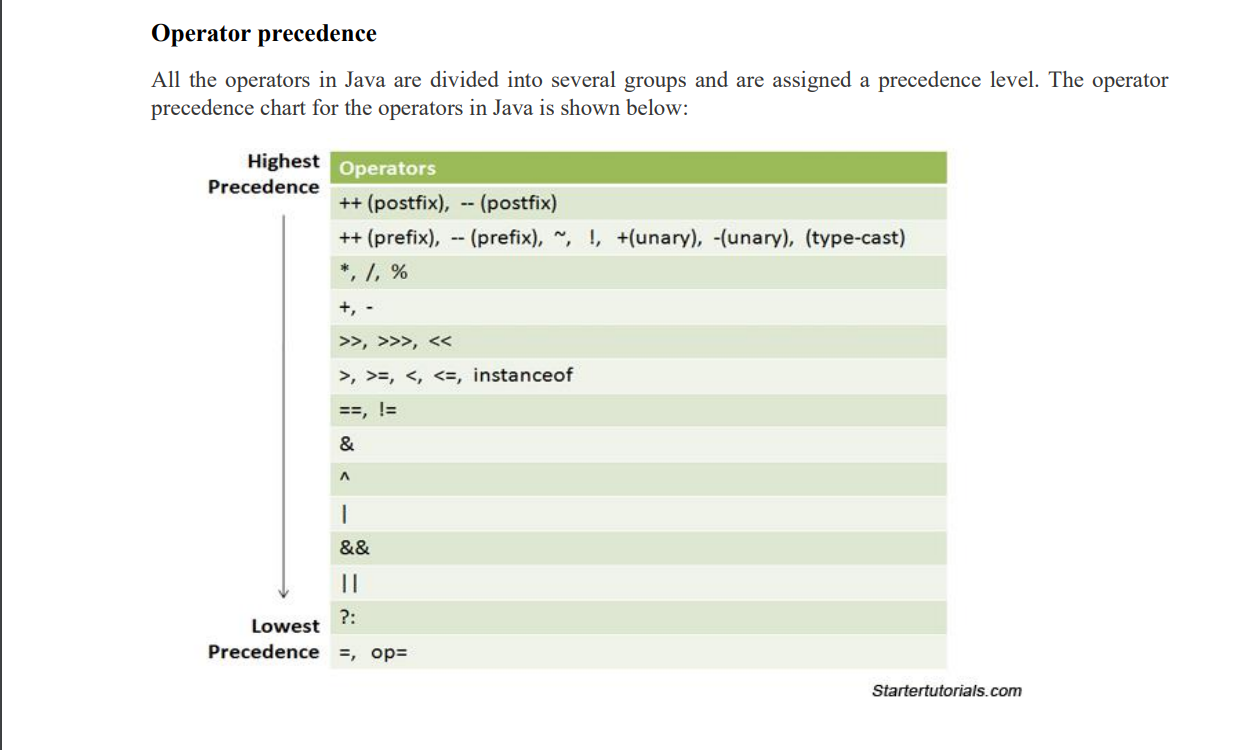 Operator precedence
All the operators in Java are divided into several groups and are assigned a precedence level. The operator
precedence chart for the operators in Java is shown below:
Highest
Precedence
Operators
++ (postfix), -- (postfix)
++ (prefix), -- (prefix), ~, !, +(unary), -(unary), (type-cast)
*, /, %
+, -
>>, >>>, <<
>, >=, <, <=, instanceof
==, !=
&
^
|
&&
||
?:
Lowest
Precedence
=, op=
Startertutorials.com